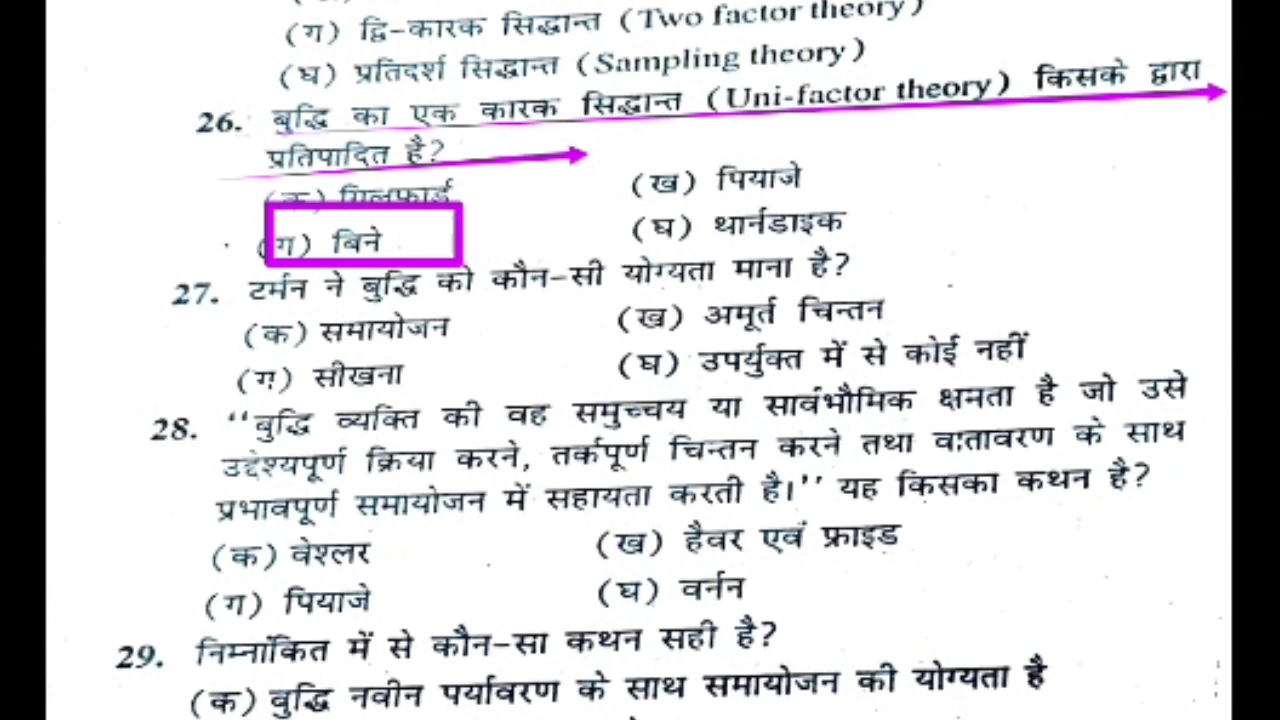 (ग) द्वि-कारक सिद्धान्त (Two factor theory)
(घ) प्रतिदर्श सिद्धान्त (Sampling theory)
26. बुद्धि का एक कारक सिद्धान्त (Uni-factor theory) किसके द्वारा
प्रतिपादित है?
(क) गिलफार्ड (ख) पियाजे
(ग) बिने (घ) थार्नडाइक
27. टर्मन ने बुद्धि को कौन-सी योग्यता माना है?
(क) समायोजन (ख) अमूर्त चिन्तन
(ग) सीखना (घ) उपर्युक्त में से कोई नहीं
28. “बुद्धि व्यक्ति की वह समुच्चय या सार्वभौमिक क्षमता है जो उसे
उद्देश्यपूर्ण क्रिया करने, तर्कपूर्ण चिन्तन करने तथा वातावरण के साथ
प्रभावपूर्ण समायोजन में सहायता करती है।” यह किसका कथन है?
(क) वेश्लर (ख) हैवर एवं फ्राइड
(ग) पियाजे (घ) वर्नन
29. निम्नांकित में से कौन-सा कथन सही है?
(क) बुद्धि नवीन पर्यावरण के साथ समायोजन की योग्यता है